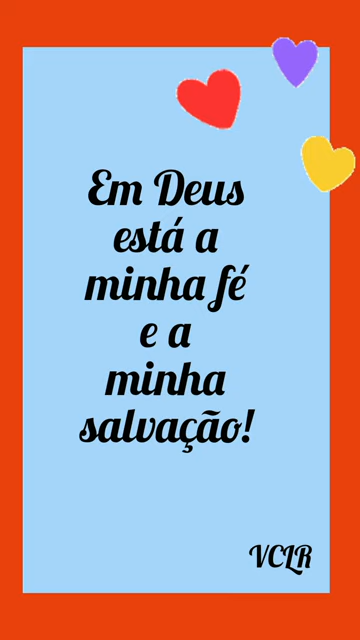 Em Deus
está a
minha fé
e a
minha
salvação!
VCLR